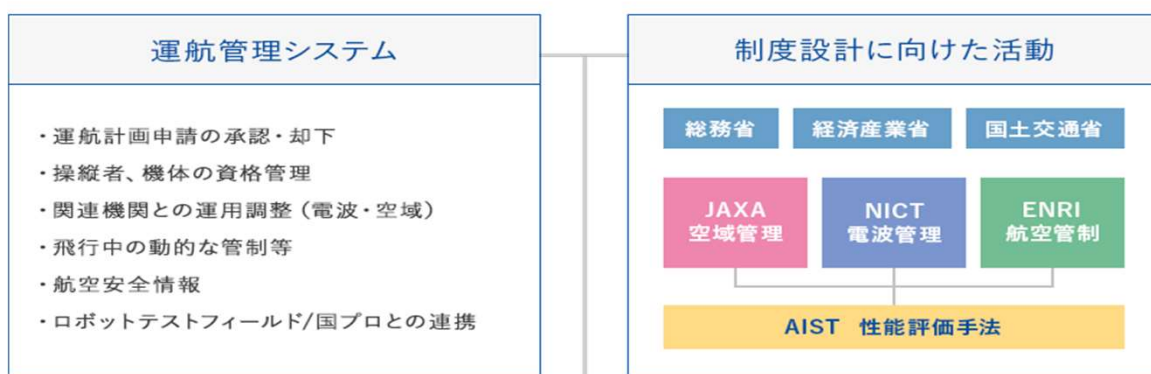 運航管理システム
・運航計画申請の承認・却下
・操縦者、機体の資格管理
・関連機関との運用調整（電波・空域）
・飛行中の動的な管制等
・航空安全情報
・ロボットテストフィールド/国プロとの連携
制度設計に向けた活動
総務省 経済産業省 国土交通省
JAXA
空域管理
NICT
電波管理
ENRI
航空管制
AIST 性能評価手法